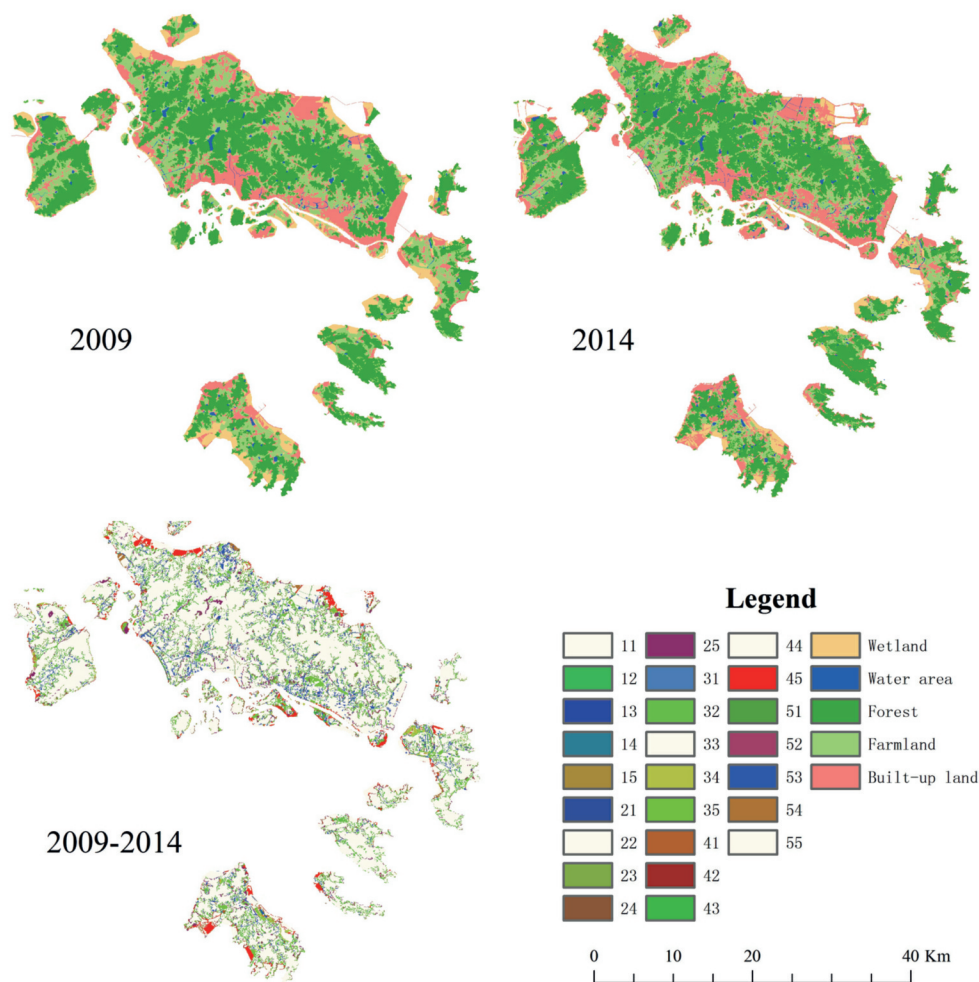 2009
2014
2009-2014
Legend
11 25 44 Wetland
12 31 45 Water area
13 32 51 Forest
14 33 52 Farmland
15 34 53 Built-up land
21 35 54
22 41 55
23 42
24 43
0 10 20 40 Km